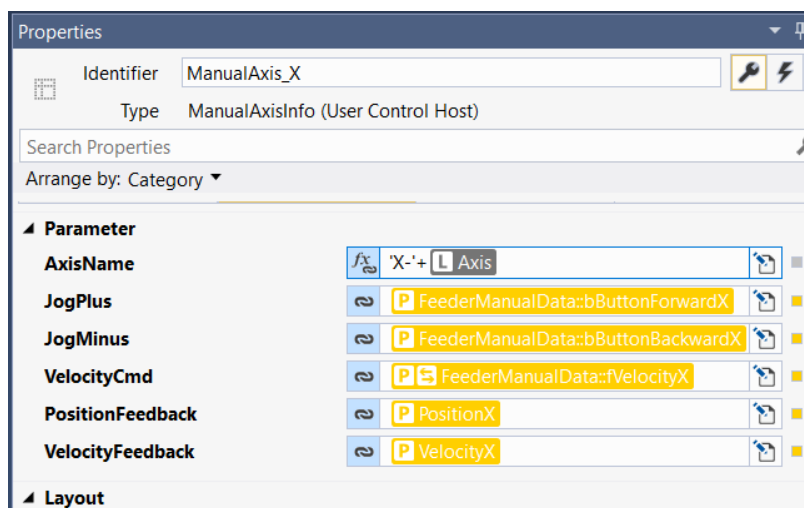 Properties
Identifier ManualAxis_X
Type ManualAxisInfo (User Control Host)
Search Properties
Arrange by: Category
Parameter
AxisName fx 'X-'+ L Axis
JogPlus P FeederManualData::bButtonForwardX
JogMinus P FeederManualData::bButtonBackwardX
VelocityCmd P FeederManualData::fVelocityX
PositionFeedback P PositionX
VelocityFeedback P VelocityX
Layout